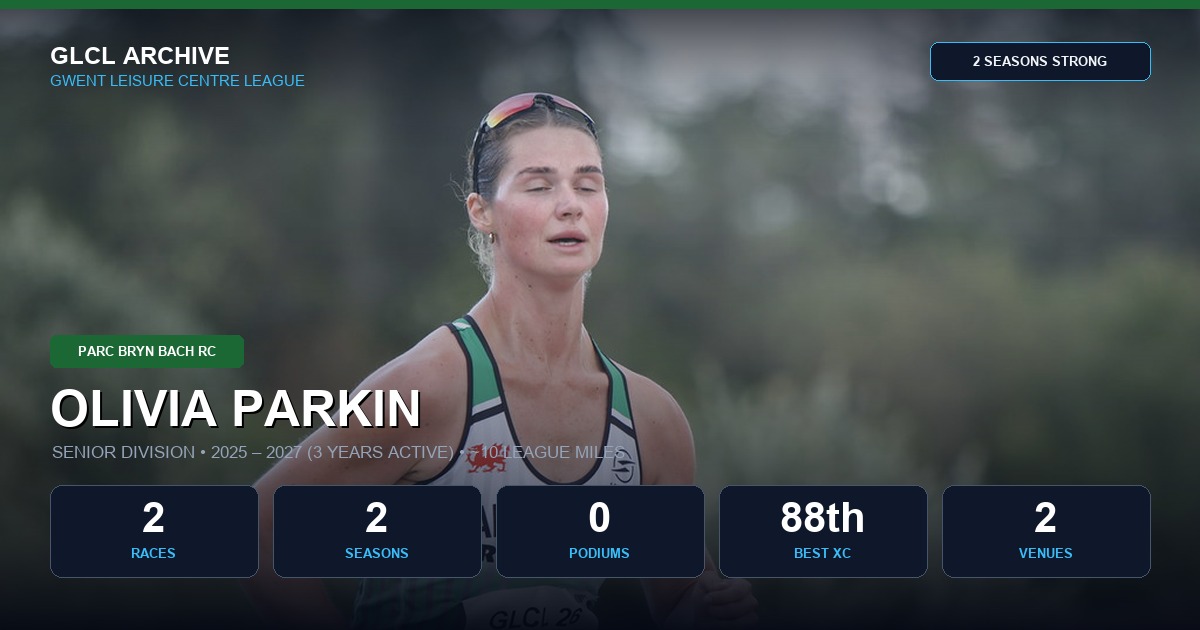 GLCL ARCHIVE
GWENT LEISURE CENTRE LEAGUE
2 SEASONS STRONG
PARC BRYN BACH RC
OLIVIA PARKIN
SENIOR DIVISION • 2025 – 2027 (3 YEARS ACTIVE) • 10 LEAGUE MILES
2
RACES
2
SEASONS
0
PODIUMS
88th
BEST XC
2
VENUES
GLCL 26